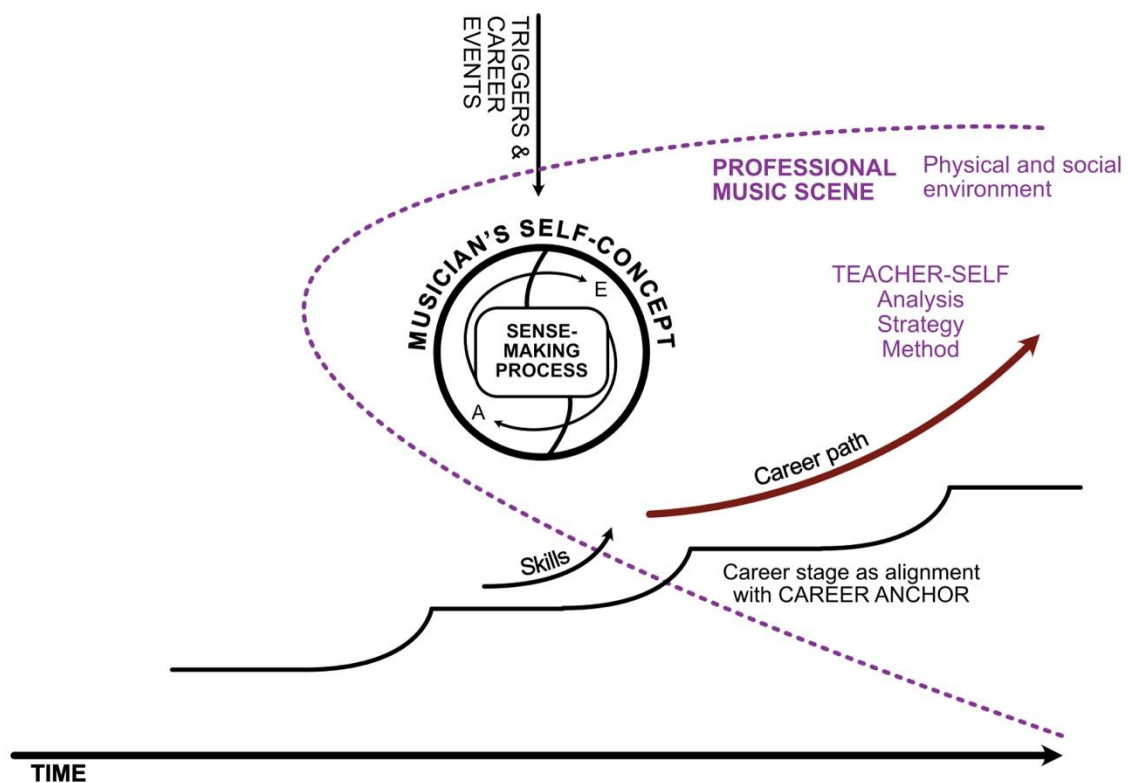 TRIGGERS &
CAREER
EVENTS
PROFESSIONAL
MUSIC SCENE
Physical and social
environment
MUSICIAN'S SELF-CONCEPT
E
SENSE-
MAKING
PROCESS
A
TEACHER-SELF
Analysis
Strategy
Method
Career path
Skills
Career stage as alignment
with CAREER ANCHOR
TIME